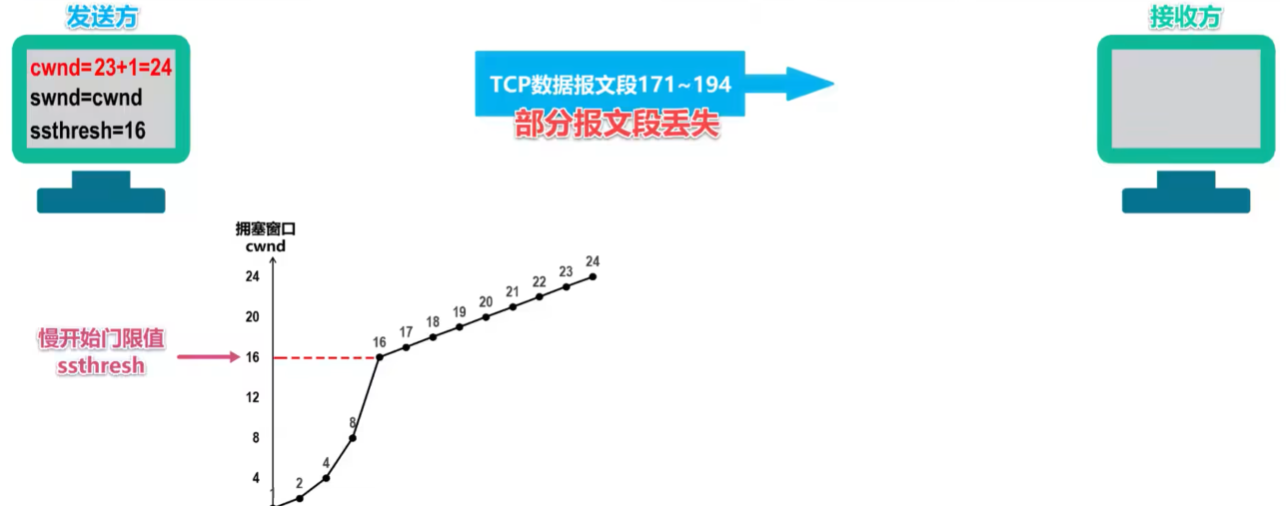 发送方
接收方
cwnd=23+1=24
swnd=cwnd
ssthresh=16
TCP数据报文段171~194
部分报文段丢失
拥塞窗口
cwnd
24
20
16
12
8
4
慢开始门限值
ssthresh
2
4
8
16
17
18
19
20
21
22
23
24